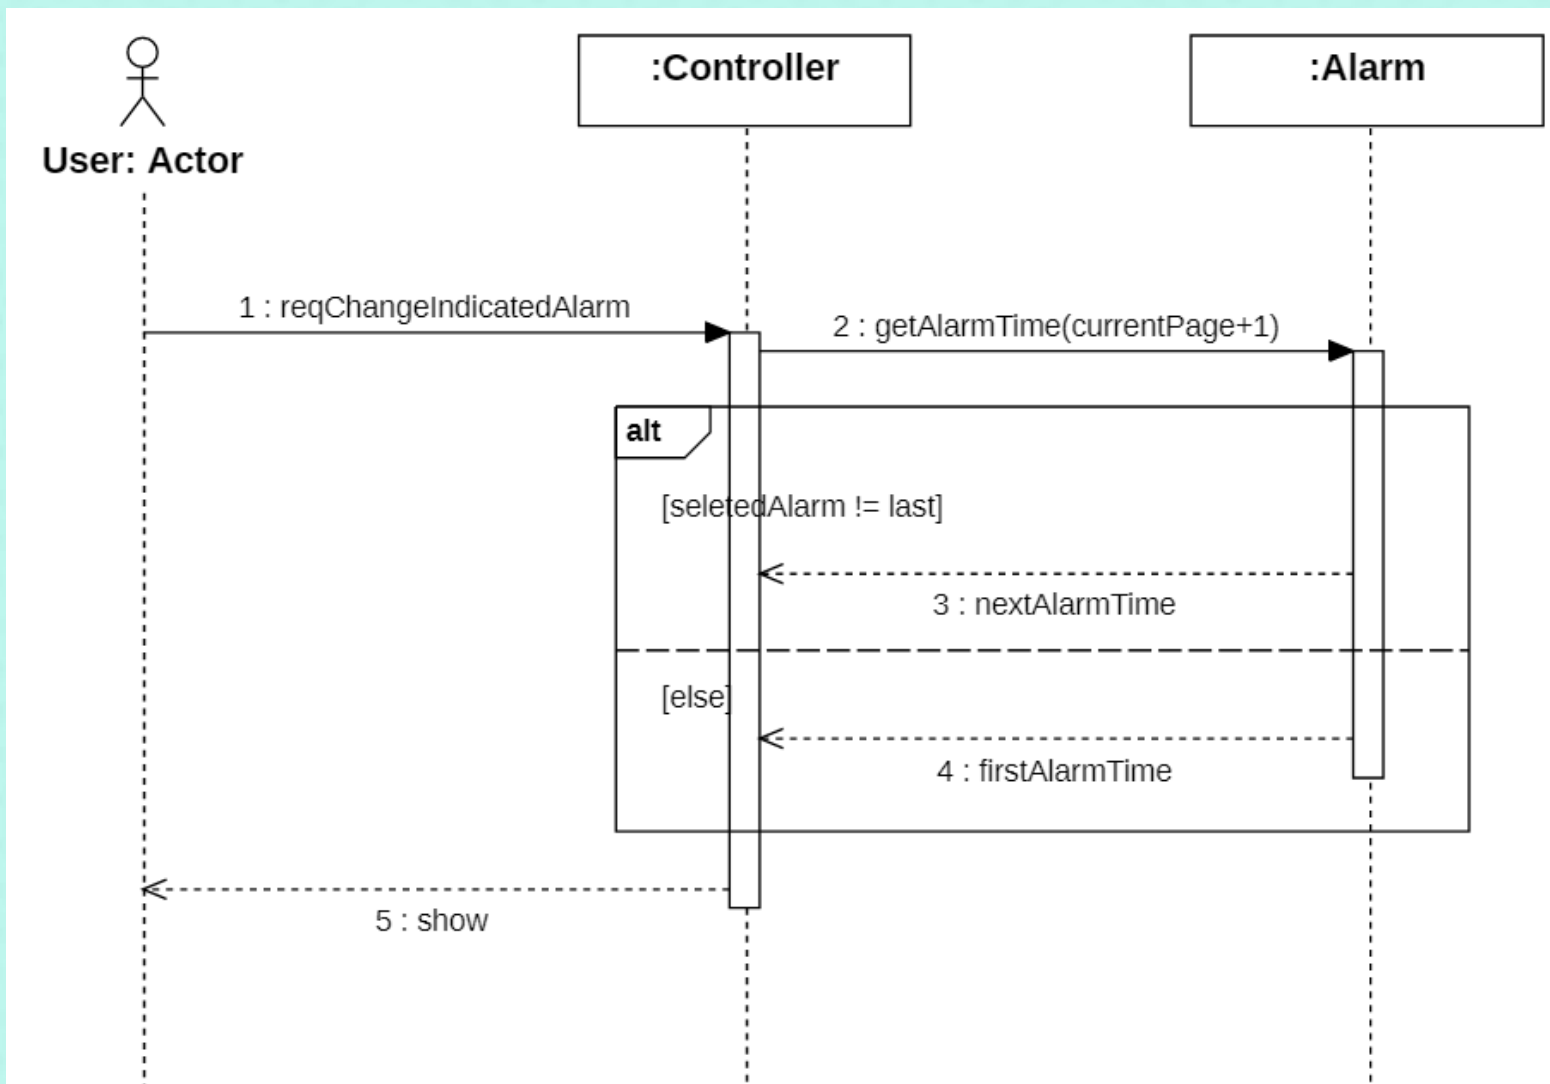 :Controller
:Alarm
User: Actor
1 : reqChangeIndicatedAlarm
2 : getAlarmTime(currentPage+1)
alt
[seletedAlarm != last]
3 : nextAlarmTime
[else]
4 : firstAlarmTime
5 : show